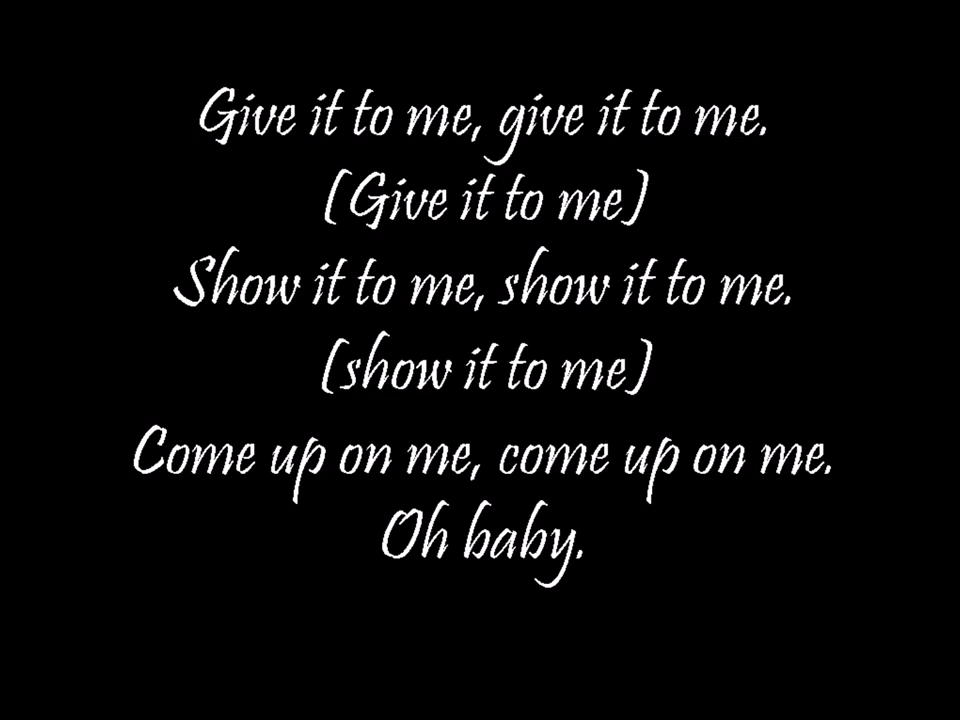 Give it to me, give it to me.
(Give it to me)
Show it to me, show it to me.
(show it to me)
Come up on me, come up on me.
Oh baby.